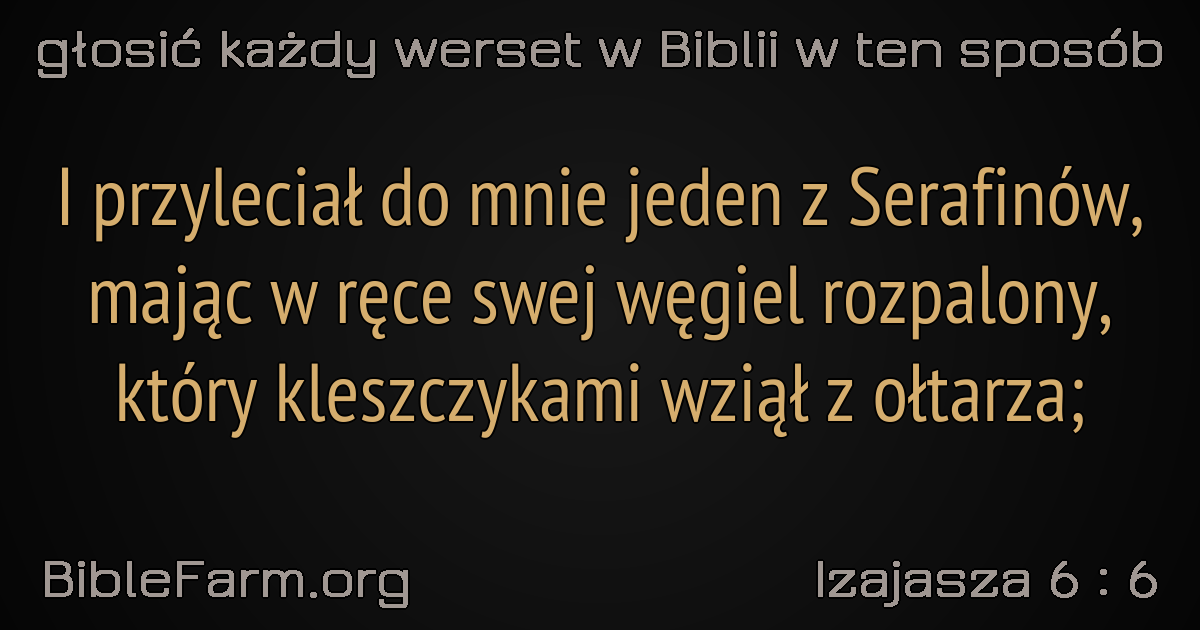 głosić każdy werset w Biblii w ten sposób
I przyleciał do mnie jeden z Serafinów,
mając w ręce swej węgiel rozpalony,
który kleszczykami wziął z ołtarza;
BibleFarm.org
Izajasza 6 : 6